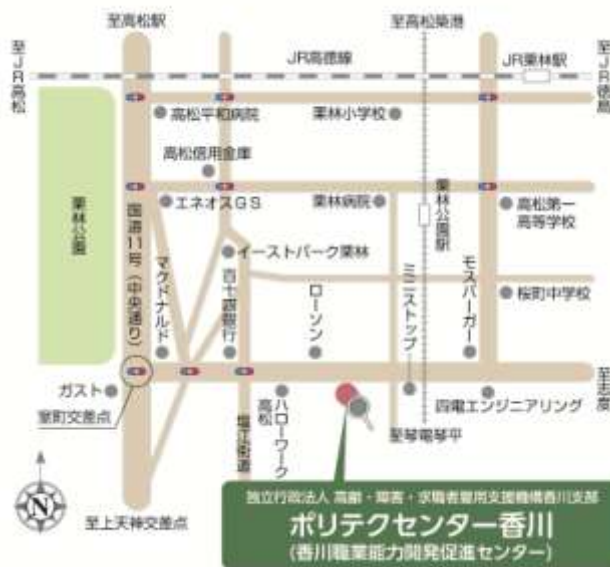 至高松駅
至高松築港
至JR高松
JR高徳線
JR栗林駅
至JR徳島
高松平和病院
栗林小学校
高松信用金庫
栗林公園
国道11号(中央通り)
エネオスGS
栗林病院
栗林公園駅
高松第一
高等学校
イーストパーク栗林
マクドナルド
百十四銀行
ローソン
ミニストップ
モスバーガー
桜町中学校
至志度
ガスト
室町交差点
塩江街道
ハローワーク
高松
四電エンジニアリング
至琴電琴平
N
至上天神交差点
独立行政法人 高齢・障害・求職者雇用支援機構香川支部
ポリテクセンター香川
(香川職業能力開発促進センター)